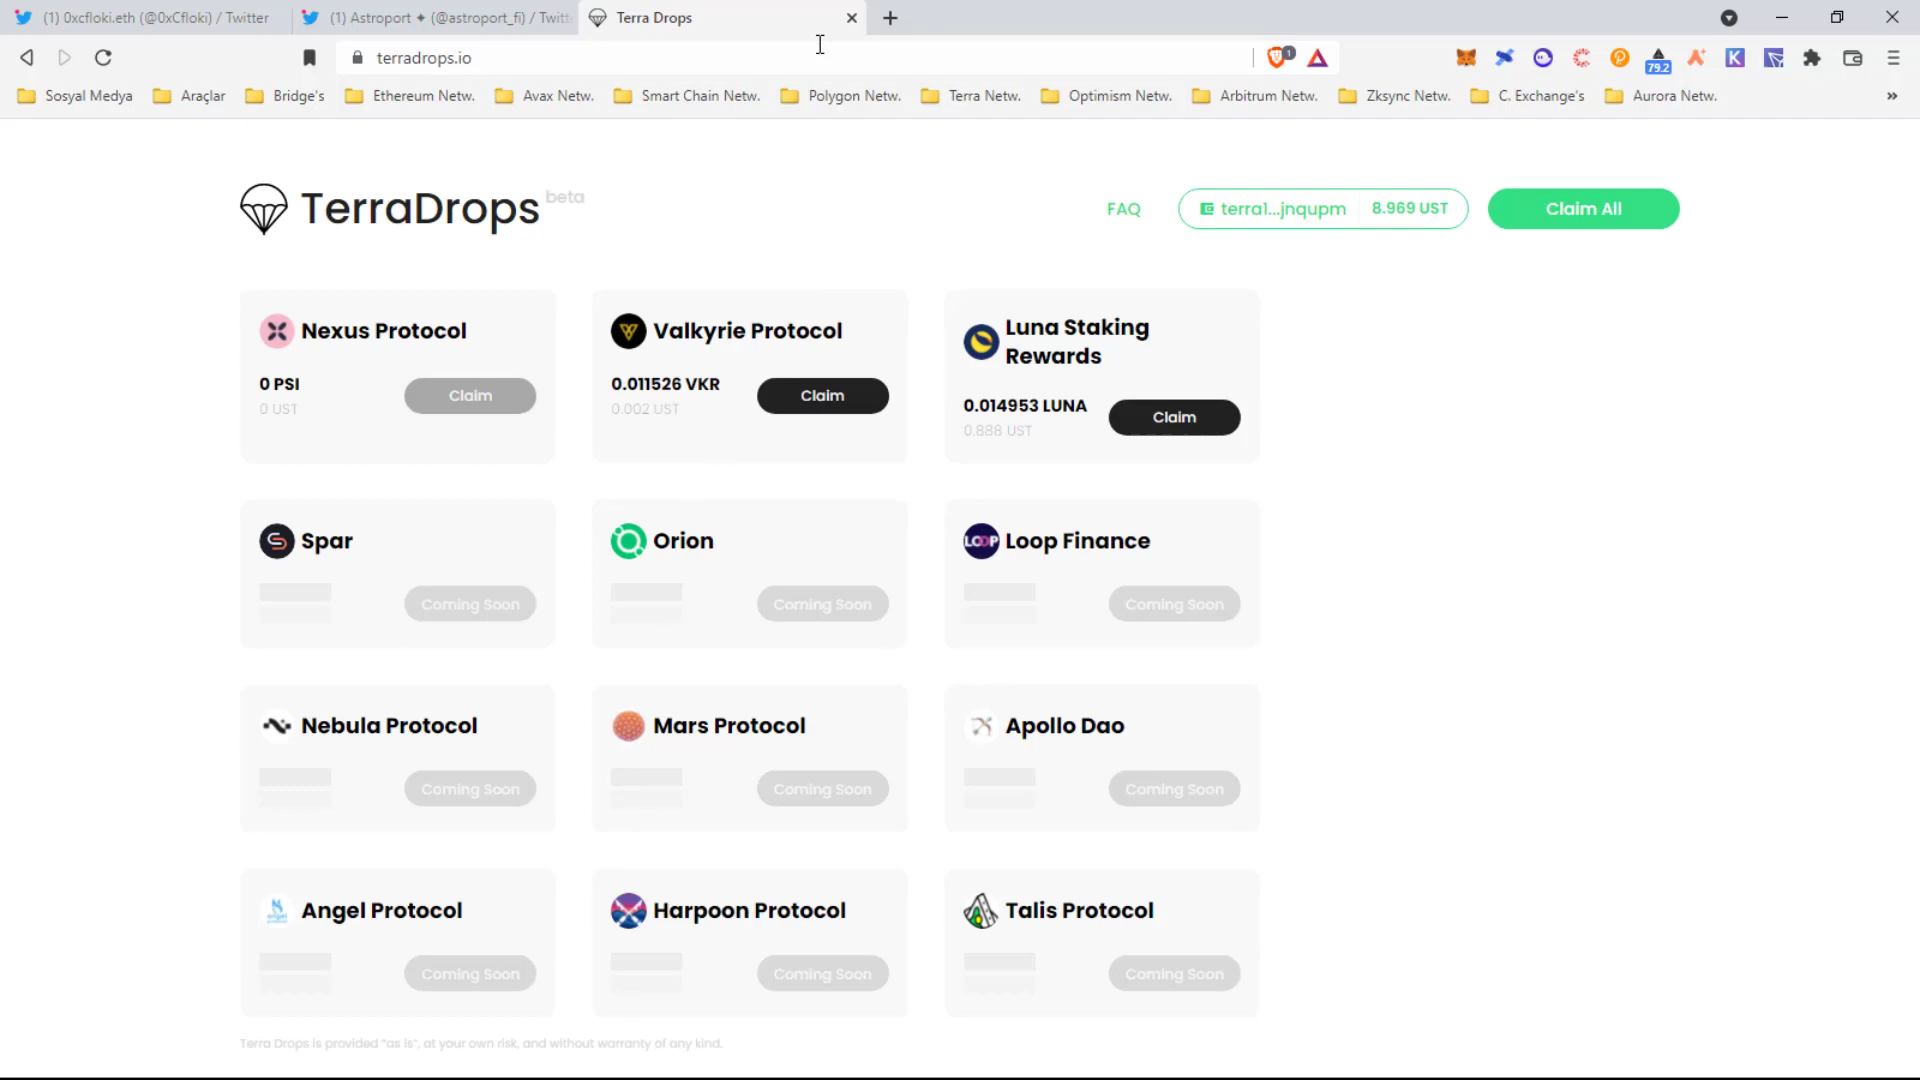 (1) 0xcfloki.eth (@0xCfloki) / Twitter
(1) Astroport ✦ (@astroport_fi) / Twitt
Terra Drops
terradrops.io
1
79.2
Sosyal Medya
Araçlar
Bridge's
Ethereum Netw.
Avax Netw.
Smart Chain Netw.
Polygon Netw.
Terra Netw.
Optimism Netw.
Arbitrum Netw.
Zksync Netw.
C. Exchange's
Aurora Netw.
»
TerraDrops beta
FAQ
terra1...jnqupm
8.969 UST
Claim All
Nexus Protocol
0 PSI
0 UST
Claim
Valkyrie Protocol
0.011526 VKR
0.002 UST
Claim
Luna Staking
Rewards
0.014953 LUNA
0.888 UST
Claim
Spar
Coming Soon
Orion
Coming Soon
LOOP
Loop Finance
Coming Soon
Nebula Protocol
Coming Soon
Mars Protocol
Coming Soon
Apollo Dao
Coming Soon
Angel Protocol
Coming Soon
Harpoon Protocol
Coming Soon
Talis Protocol
Coming Soon
Terra Drops is provided "as is", at your own risk, and without warranty of any kind.